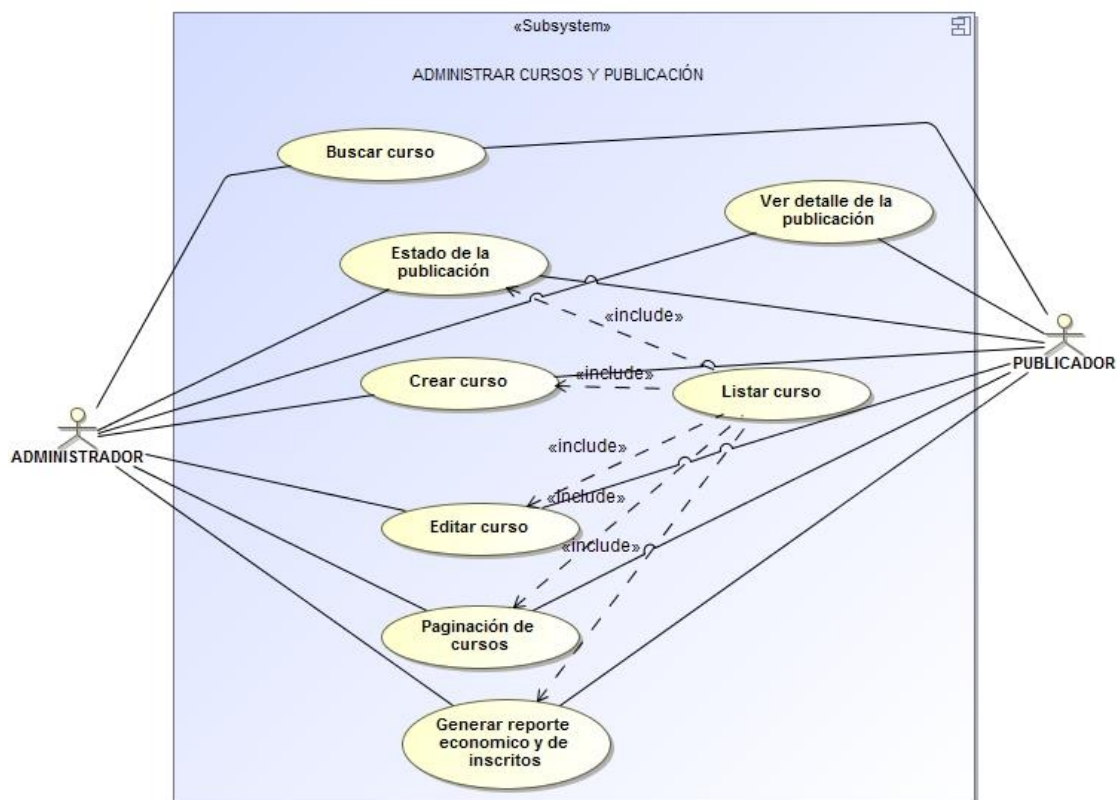 «Subsystem»
ADMINISTRAR CURSOS Y PUBLICACIÓN
Buscar curso
Ver detalle de la
publicación
Estado de la
publicación
«include»
PUBLICADOR
Crear curso
«include»
Listar curso
ADMINISTRADOR
«include»
«include»
Editar curso
«include»
Paginación de
cursos
Generar reporte
economico y de
inscritos